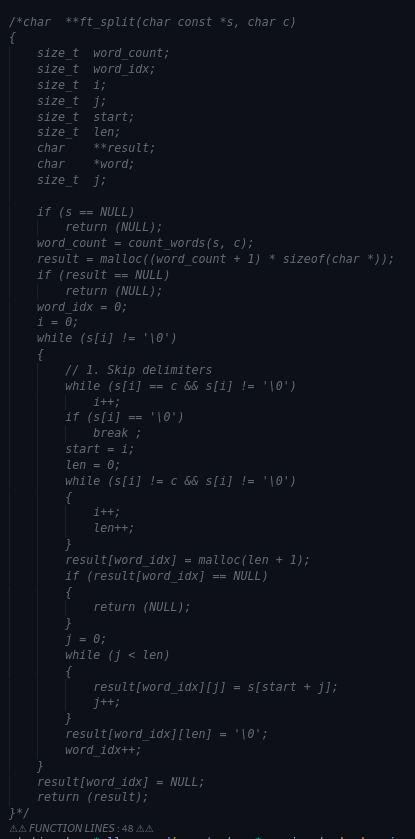 /*char	**ft_split(char const *s, char c)
{
	size_t	word_count;
	size_t	word_idx;
	size_t	i;
	size_t	j;
	size_t	start;
	size_t	len;
	char	**result;
	char	*word;
	size_t	j;

	if (s == NULL)
		return (NULL);
	word_count = count_words(s, c);
	result = malloc((word_count + 1) * sizeof(char *));
	if (result == NULL)
		return (NULL);
	word_idx = 0;
	i = 0;
	while (s[i] != '\0')
	{
		// 1. Skip delimiters
		while (s[i] == c && s[i] != '\0')
			i++;
		if (s[i] == '\0')
			break ;
		start = i;
		len = 0;
		while (s[i] != c && s[i] != '\0')
		{
			i++;
			len++;
		}
		result[word_idx] = malloc(len + 1);
		if (result[word_idx] == NULL)
		{
			return (NULL);
		}
		j = 0;
		while (j < len)
		{
			result[word_idx][j] = s[start + j];
			j++;
		}
		result[word_idx][len] = '\0';
		word_idx++;
	}
	result[word_idx] = NULL;
	return (result);
}*/
⚠⚠ FUNCTION LINES : 48 ⚠⚠